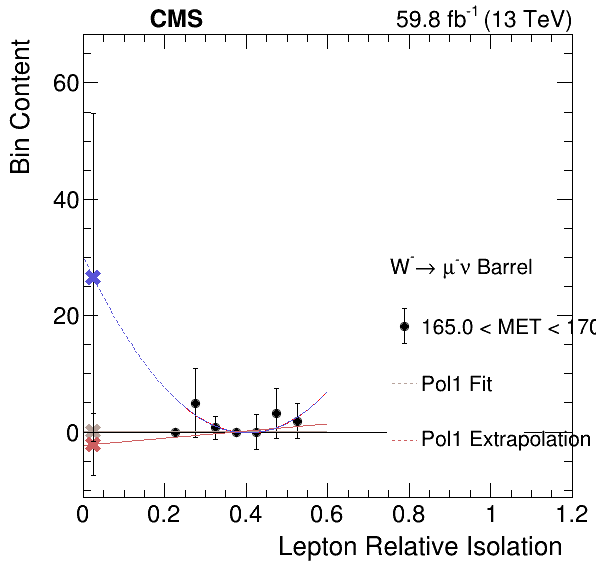 CMS 59.8 fb⁻¹ (13 TeV)
Bin Content
60
40
20
0
W⁻→ μ⁻ν Barrel
165.0 < MET < 170
Pol1 Fit
Pol1 Extrapolation
0 0.2 0.4 0.6 0.8 1 1.2
Lepton Relative Isolation